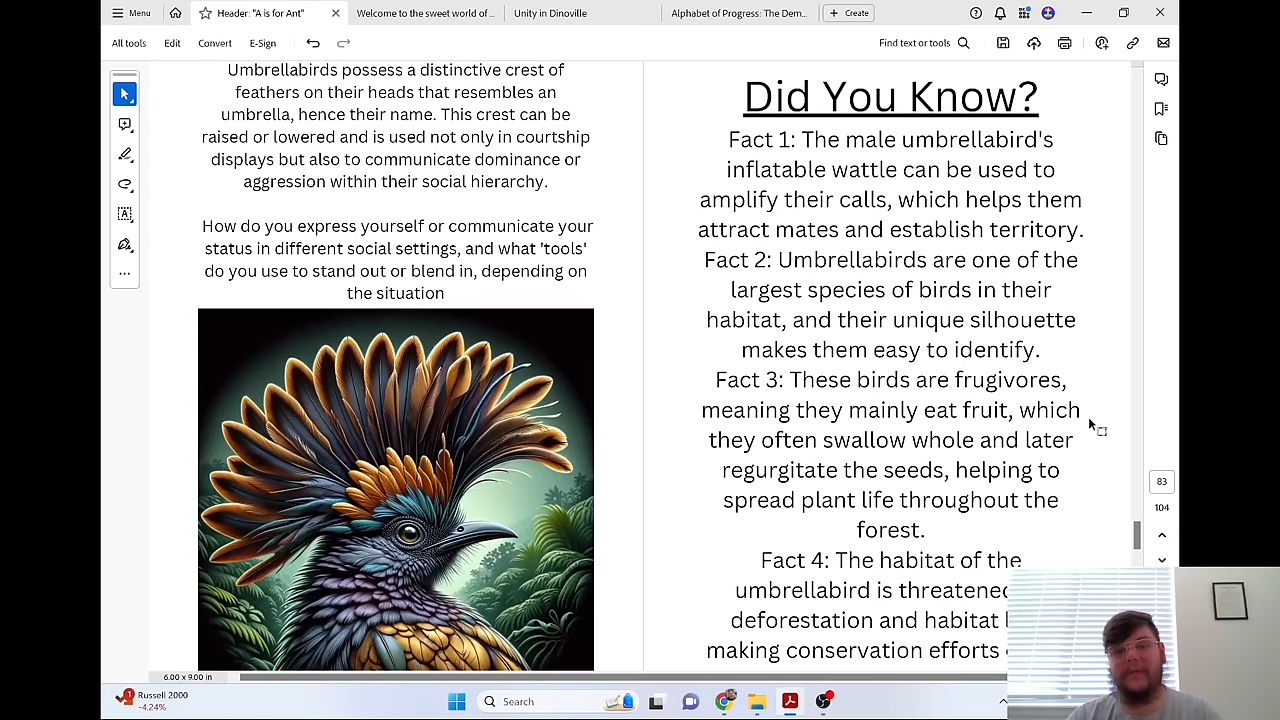 Menu
Header: "A is for Ant"
Welcome to the sweet world of ...
Unity in Unoville
Alphabet of Progress: The Dem...
Create
All tools
Edit
Convert
E-Sign
Find text or tools
Umbrellabirds possess a distinctive crest of
feathers on their heads that resembles an
umbrella, hence their name. This crest can be
raised or lowered and is used not only in courtship
displays but also to communicate dominance or
aggression within their social hierarchy.
How do you express yourself or communicate your
status in different social settings, and what 'tools'
do you use to stand out or blend in, depending on
the situation
Did You Know?
Fact 1: The male umbrellabird's
inflatable wattle can be used to
amplify their calls, which helps them
attract mates and establish territory.
Fact 2: Umbrellabirds are one of the
largest species of birds in their
habitat, and their unique silhouette
makes them easy to identify.
Fact 3: These birds are frugivores,
meaning they mainly eat fruit, which
they often swallow whole and later
regurgitate the seeds, helping to
spread plant life throughout the
forest.
Fact 4: The habitat of the
umbrellabird is threatened
deforestation and habitat
making conservation efforts
83
104
6.00 x 9.00 in
1
Russell 2000
-4.24%
Search